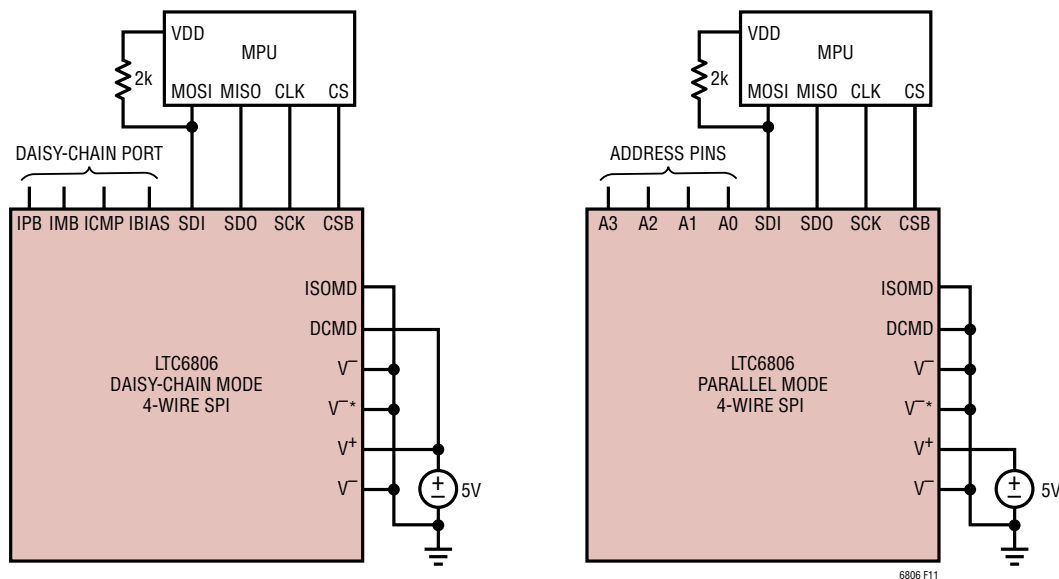 VDD
MPU
2k
MOSI MISO CLK CS
DAISY-CHAIN PORT
IPB IMB ICMP IBIAS SDI SDO SCK CSB
ISOMD
DCMD
LTC6806
DAISY-CHAIN MODE
4-WIRE SPI
V–
V–*
V+
V–
+
–
5V
VDD
MPU
2k
MOSI MISO CLK CS
ADDRESS PINS
A3 A2 A1 A0 SDI SDO SCK CSB
ISOMD
DCMD
LTC6806
PARALLEL MODE
4-WIRE SPI
V–
V–*
V+
V–
+
–
5V
6806 F11